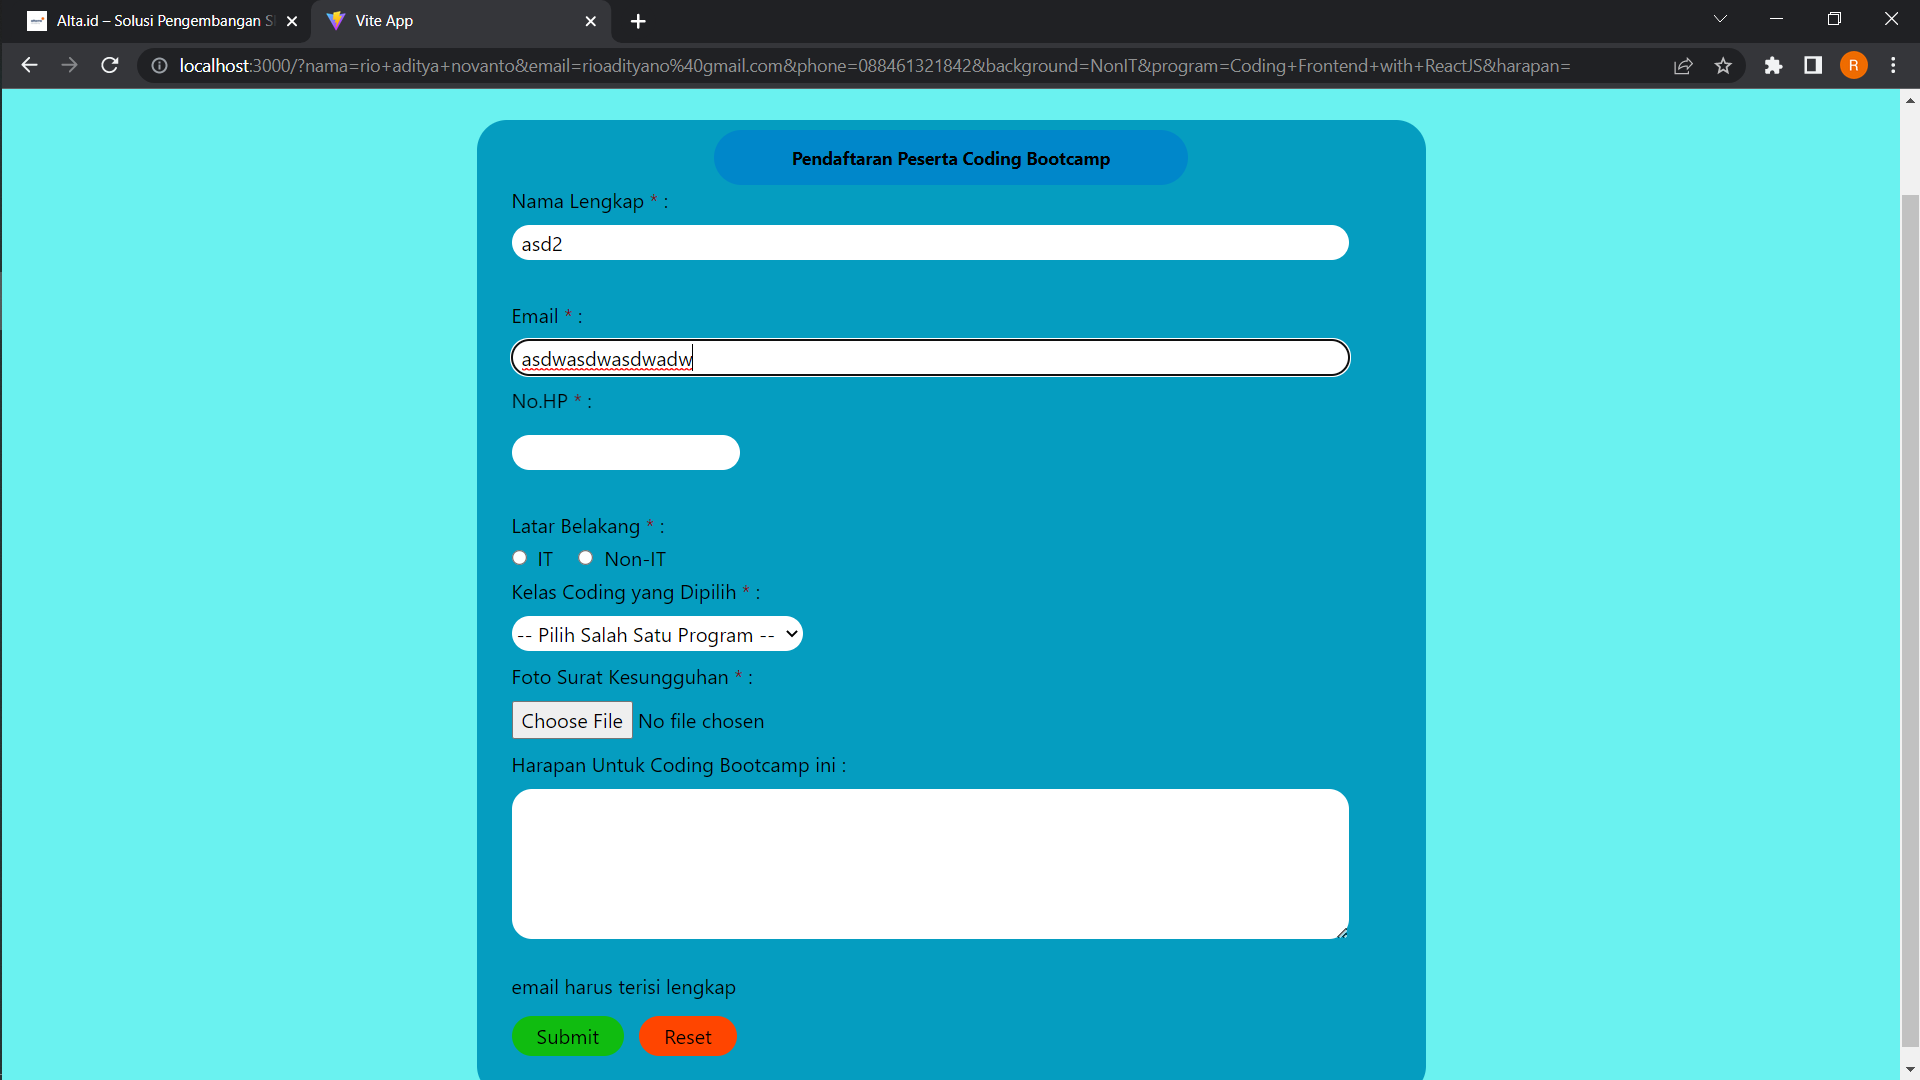 Alta.id – Solusi Pengembangan
Vite App
localhost:3000/?nama=rio+aditya+novanto&email=rioadityano%40gmail.com&phone=088461321842&background=NonIT&program=Coding+Frontend+with+ReactJS&harapan=
R
Pendaftaran Peserta Coding Bootcamp
Nama Lengkap * :
asd2
Email * :
asdwasdwasdwadw
No.HP * :
Latar Belakang * :
IT Non-IT
Kelas Coding yang Dipilih * :
-- Pilih Salah Satu Program --
Foto Surat Kesungguhan * :
Choose File No file chosen
Harapan Untuk Coding Bootcamp ini :
email harus terisi lengkap
Submit Reset